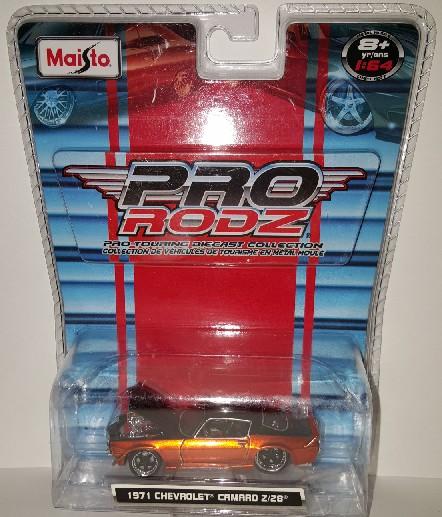 Maisto
8+
yr/ans
1:64
PRO
RODZ
PRO TOURING DIECAST COLLECTION
COLLECTION DE VÉHICULES DE TOURISME EN MÉTAL MOULÉ
1971 CHEVROLET® CAMARO Z/28®